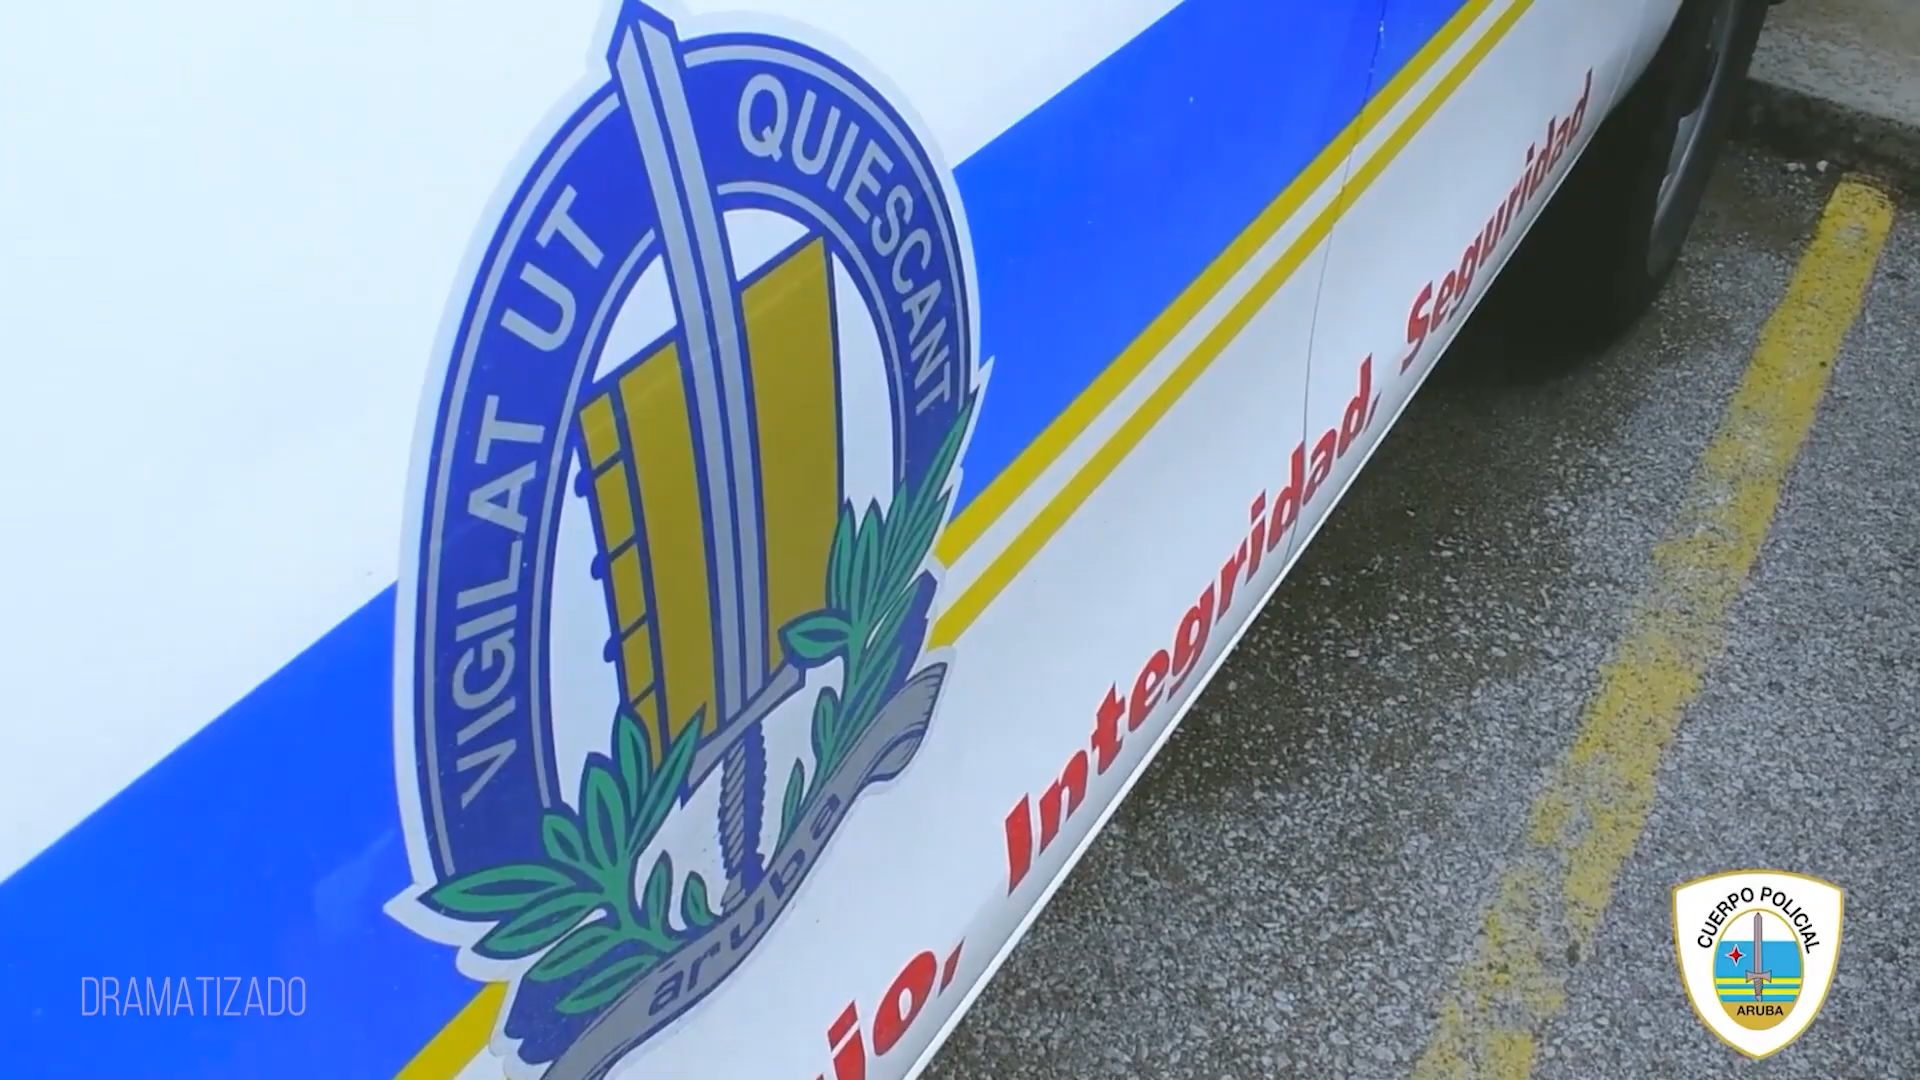 VIGILAT UT QUIESCANT
aruba
Integridad, Seguridad
DRAMATIZADO
CUERPO POLICIAL
ARUBA